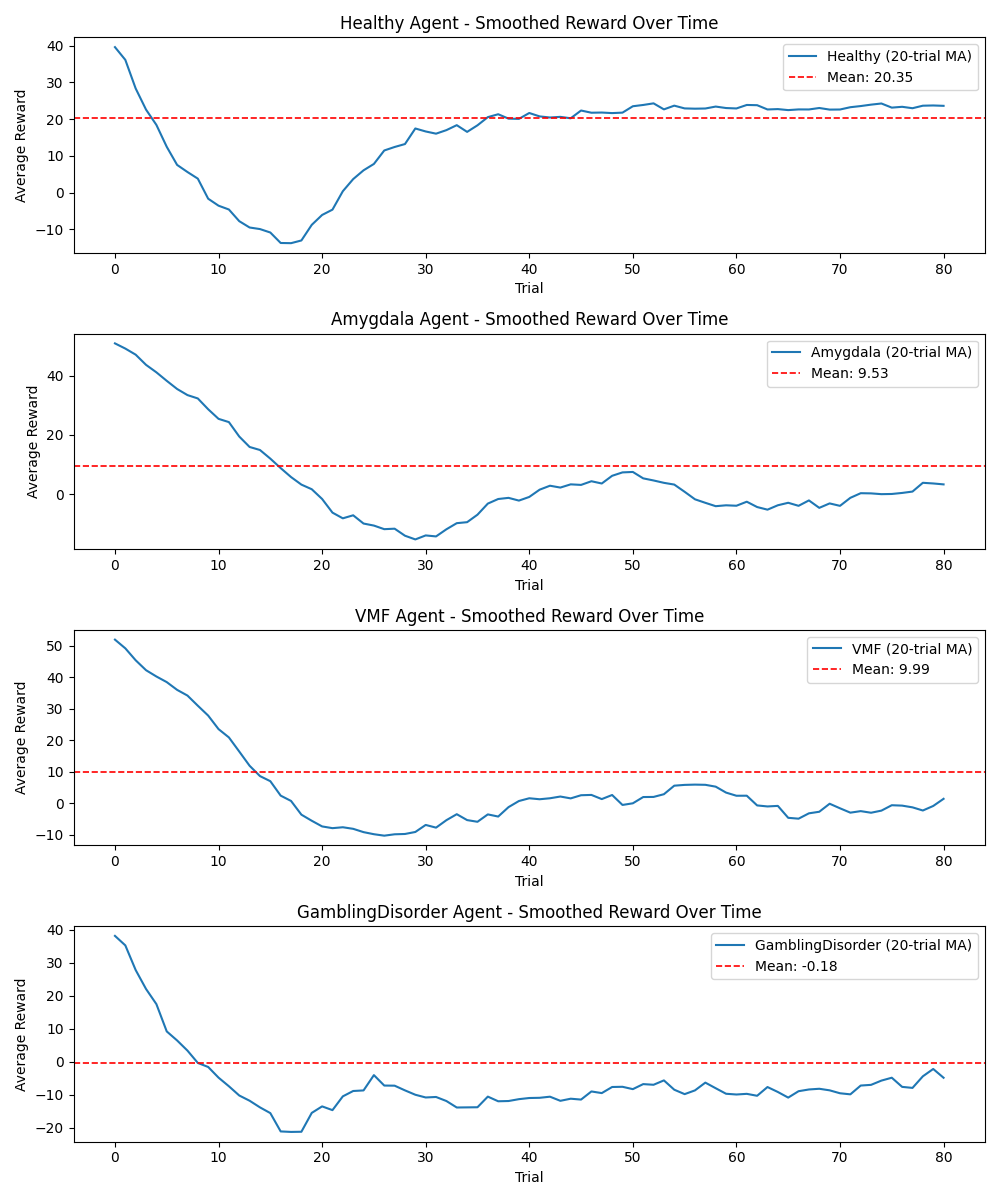 Healthy Agent - Smoothed Reward Over Time
40
30
20
10
0
−10
Average Reward
Healthy (20-trial MA)
Mean: 20.35
0 10 20 30 40 50 60 70 80
Trial
Amygdala Agent - Smoothed Reward Over Time
40
20
0
Average Reward
Amygdala (20-trial MA)
Mean: 9.53
0 10 20 30 40 50 60 70 80
Trial
VMF Agent - Smoothed Reward Over Time
50
40
30
20
10
0
−10
Average Reward
VMF (20-trial MA)
Mean: 9.99
0 10 20 30 40 50 60 70 80
Trial
GamblingDisorder Agent - Smoothed Reward Over Time
40
30
20
10
0
−10
−20
Average Reward
GamblingDisorder (20-trial MA)
Mean: -0.18
0 10 20 30 40 50 60 70 80
Trial